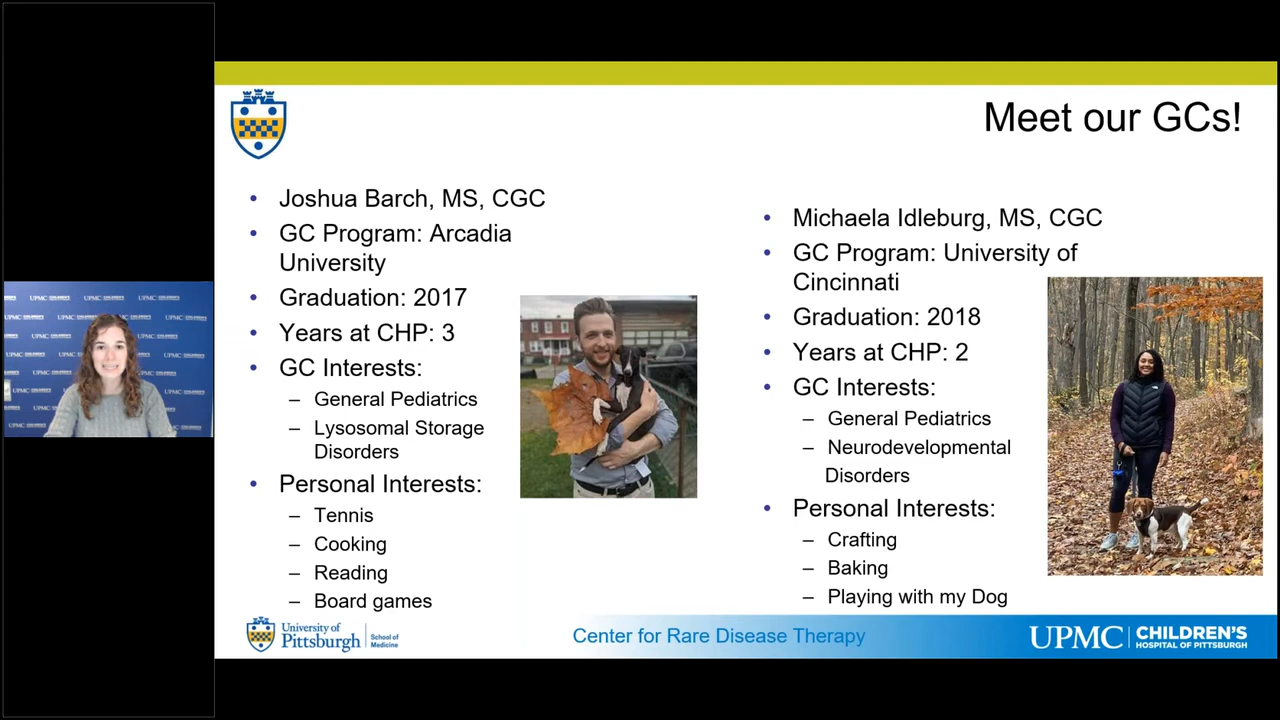 Meet our GCs!
• Joshua Barch, MS, CGC
• GC Program: Arcadia
University
• Graduation: 2017
• Years at CHP: 3
• GC Interests:
– General Pediatrics
– Lysosomal Storage
Disorders
• Personal Interests:
– Tennis
– Cooking
– Reading
– Board games
• Michaela Idleburg, MS, CGC
• GC Program: University of
Cincinnati
• Graduation: 2018
• Years at CHP: 2
• GC Interests:
– General Pediatrics
– Neurodevelopmental
Disorders
• Personal Interests:
– Crafting
– Baking
– Playing with my Dog
University of
Pittsburgh
School of
Medicine
Center for Rare Disease Therapy
UPMC
CHILDREN'S
HOSPITAL OF PITTSBURGH